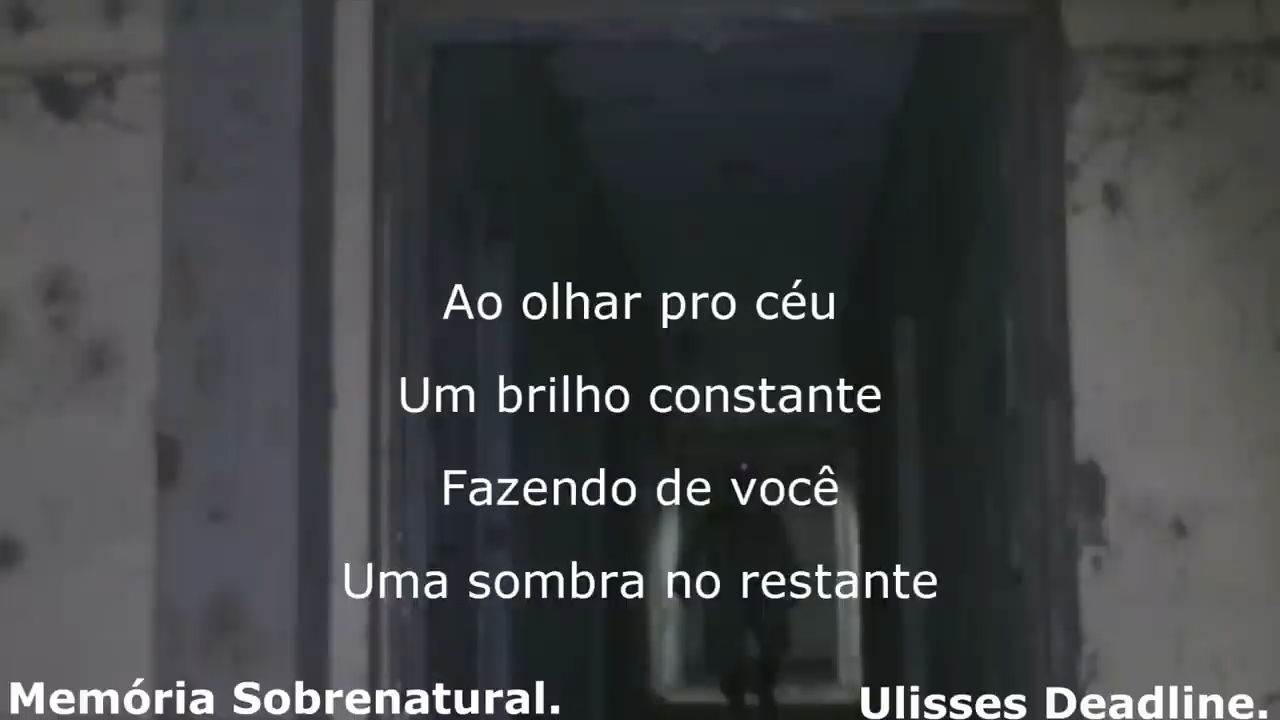 Ao olhar pro céu
Um brilho constante
Fazendo de você
Uma sombra no restante
Memória Sobrenatural.
Ulisses Deadline.